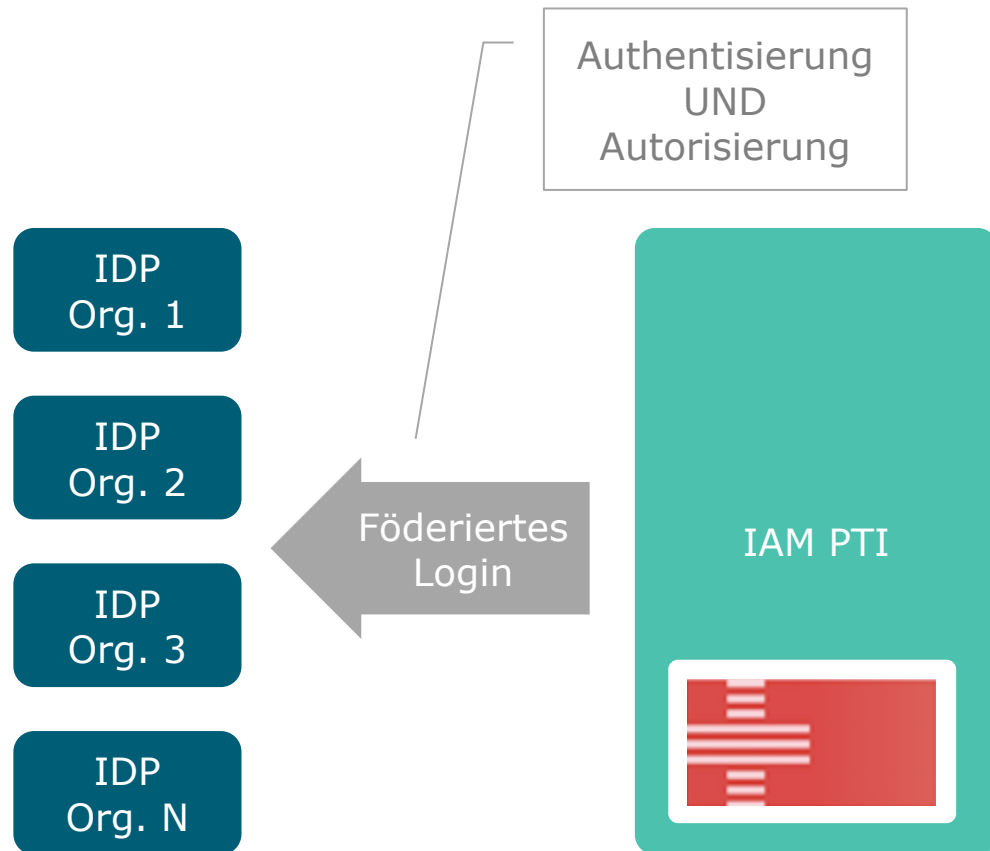 Authentisierung
UND
Autorisierung
IDP
Org. 1
IDP
Org. 2
IDP
Org. 3
IDP
Org. N
Föderiertes
Login
IAM PTI